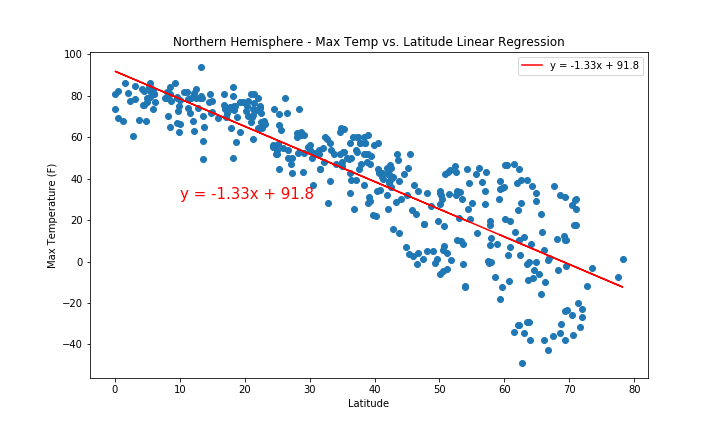 Northern Hemisphere - Max Temp vs. Latitude Linear Regression
y = -1.33x + 91.8
100
80
60
40
20
0
−20
−40
Max Temperature (F)
y = -1.33x + 91.8
0 10 20 30 40 50 60 70 80
Latitude